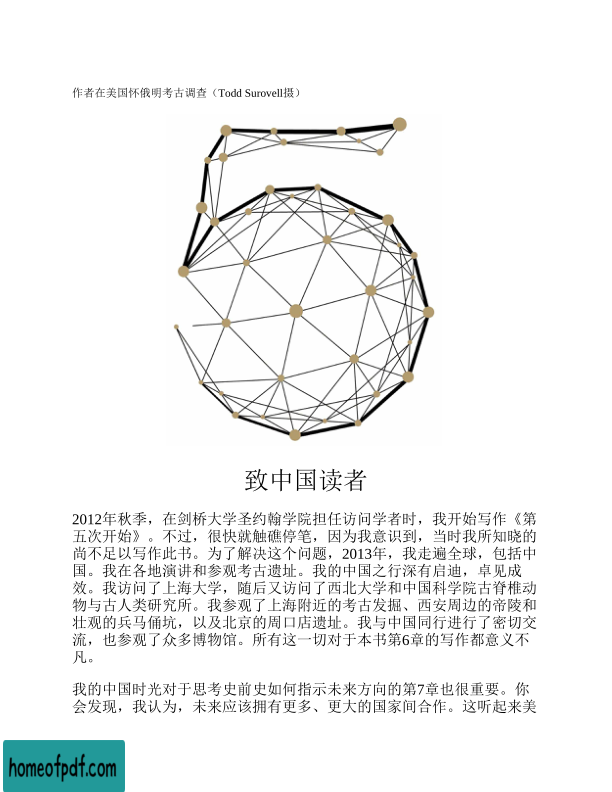 作者在美国怀俄明考古调查（Todd Surovell摄）
致中国读者
2012年秋季，在剑桥大学圣约翰学院担任访问学者时，我开始写作《第
五次开始》。不过，很快就触礁停笔，因为我意识到，当时我所知晓的
尚不足以写作此书。为了解决这个问题，2013年，我走遍全球，包括中
国。我在各地演讲和参观考古遗址。我的中国之行深有启迪，卓见成
效。我访问了上海大学，随后又访问了西北大学和中国科学院古脊椎动
物与古人类研究所。我参观了上海附近的考古发掘、西安周边的帝陵和
壮观的兵马俑坑，以及北京的周口店遗址。我与中国同行进行了密切交
流，也参观了众多博物馆。所有这一切对于本书第6章的写作都意义不
凡。
我的中国时光对于思考史前史如何指示未来方向的第7章也很重要。你
会发现，我认为，未来应该拥有更多、更大的国家间合作。这听起来美
homeofpdf.com